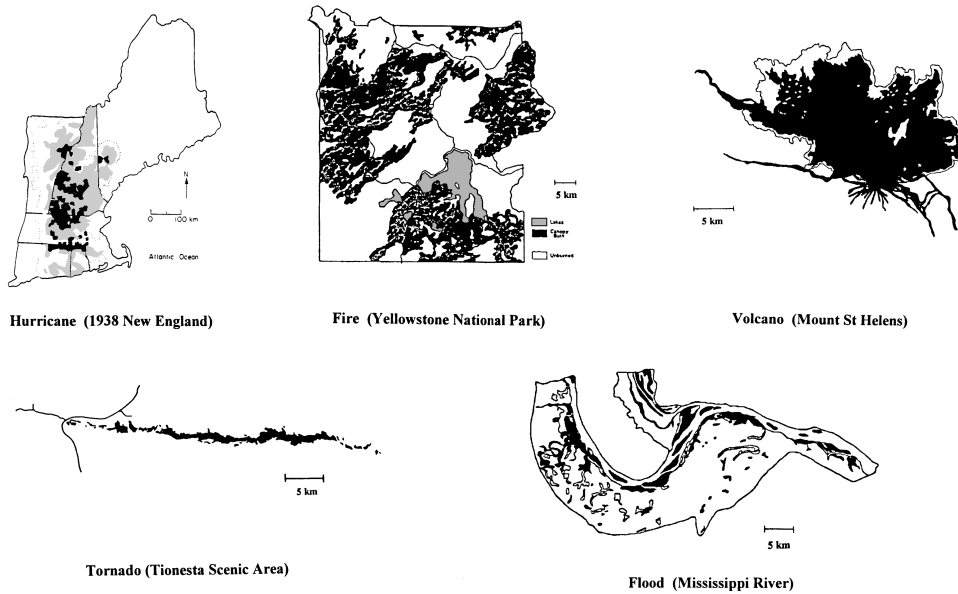 N
0 100 km
Atlantic Ocean
Hurricane (1938 New England)
5 km
Lakes
Canopy
Burn
Unburned
Fire (Yellowstone National Park)
5 km
Volcano (Mount St Helens)
5 km
Tornado (Tionesta Scenic Area)
5 km
Flood (Mississippi River)